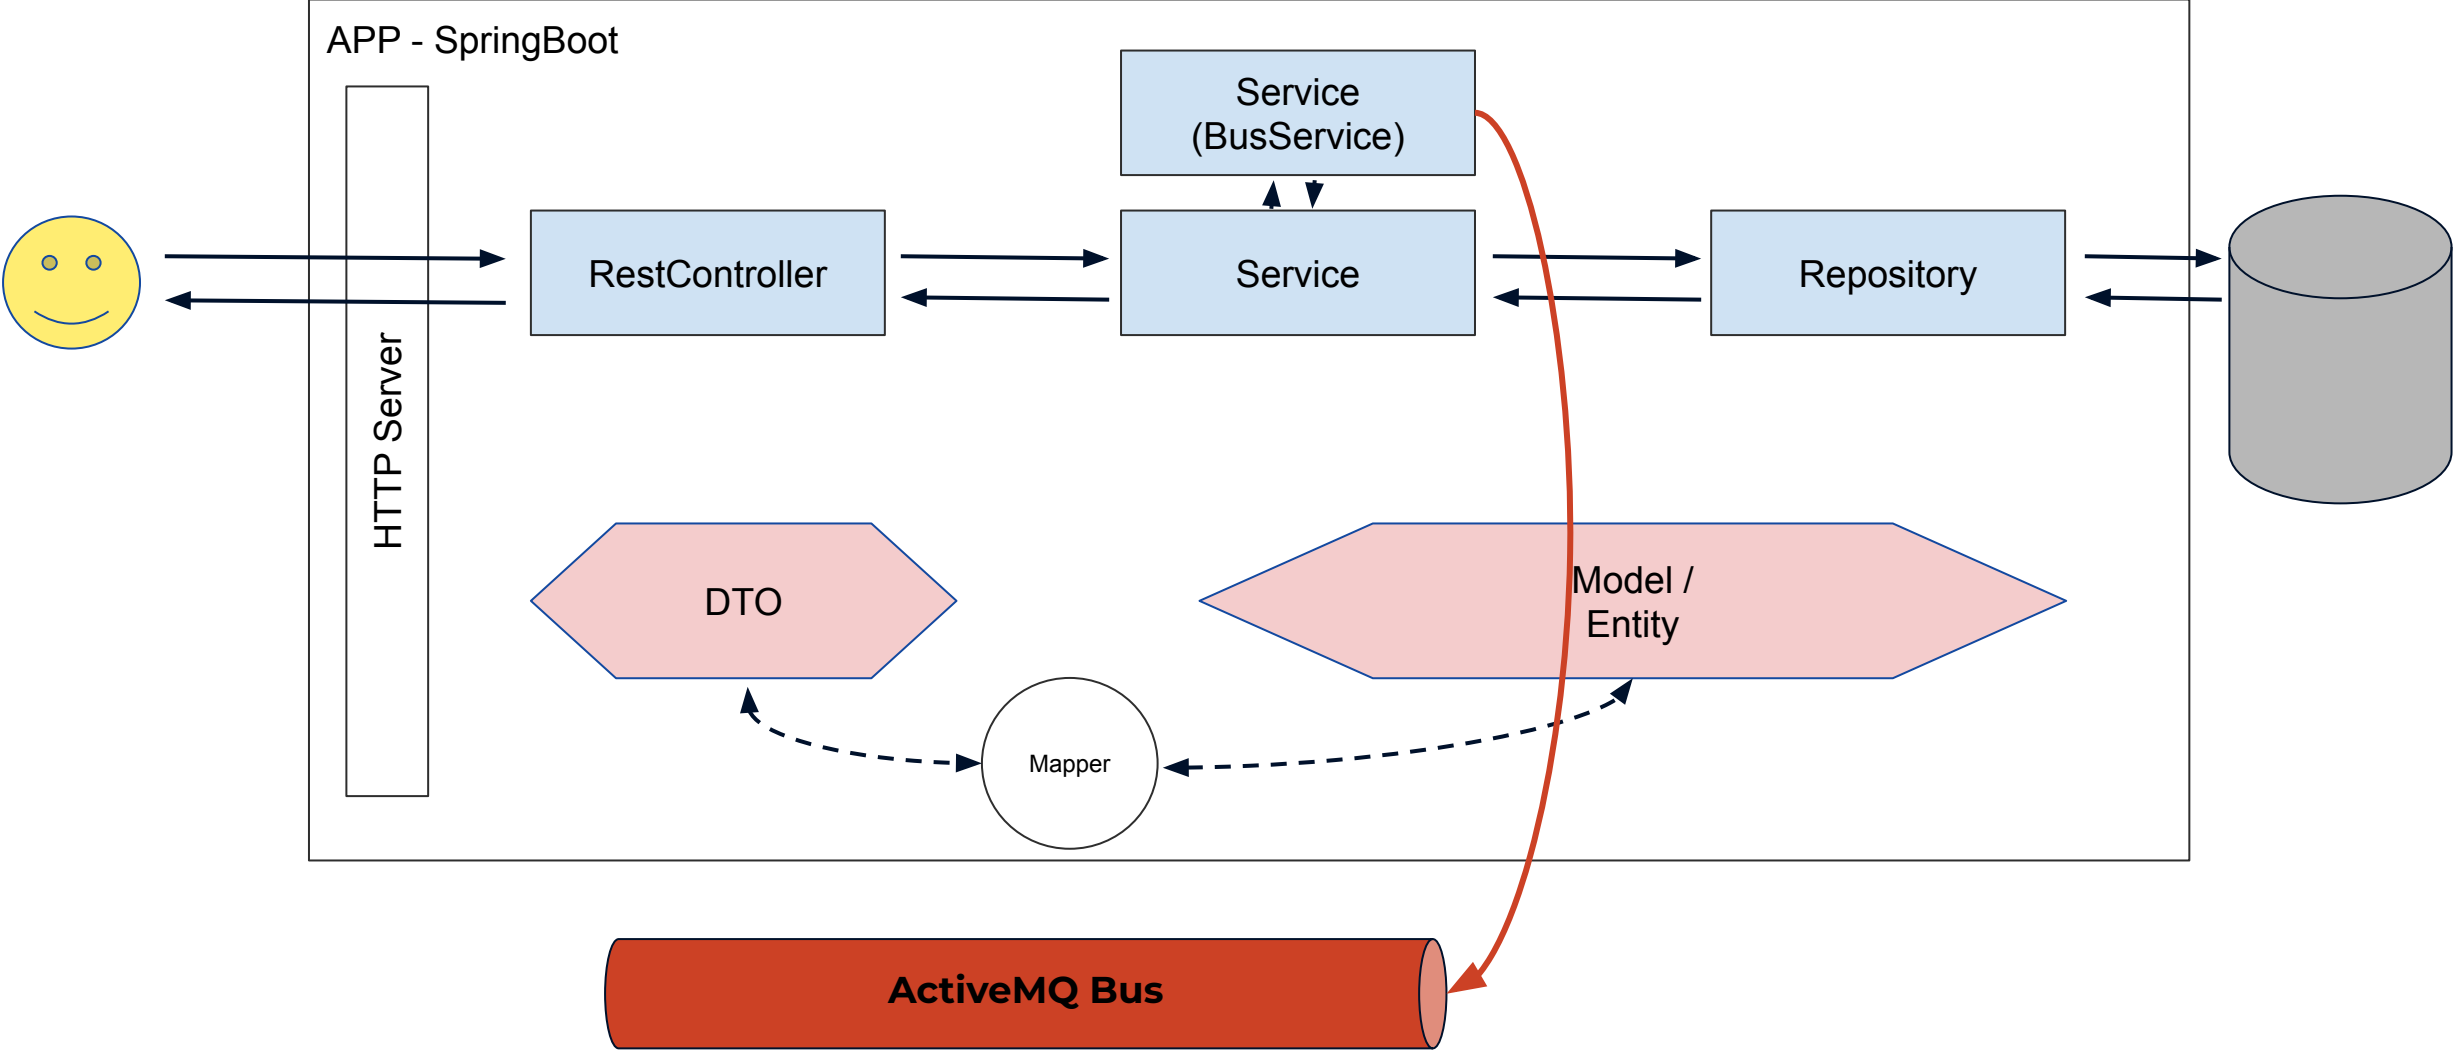 APP - SpringBoot
Service
(BusService)
RestController
Service
Repository
HTTP Server
DTO
Model /
Entity
Mapper
ActiveMQ Bus